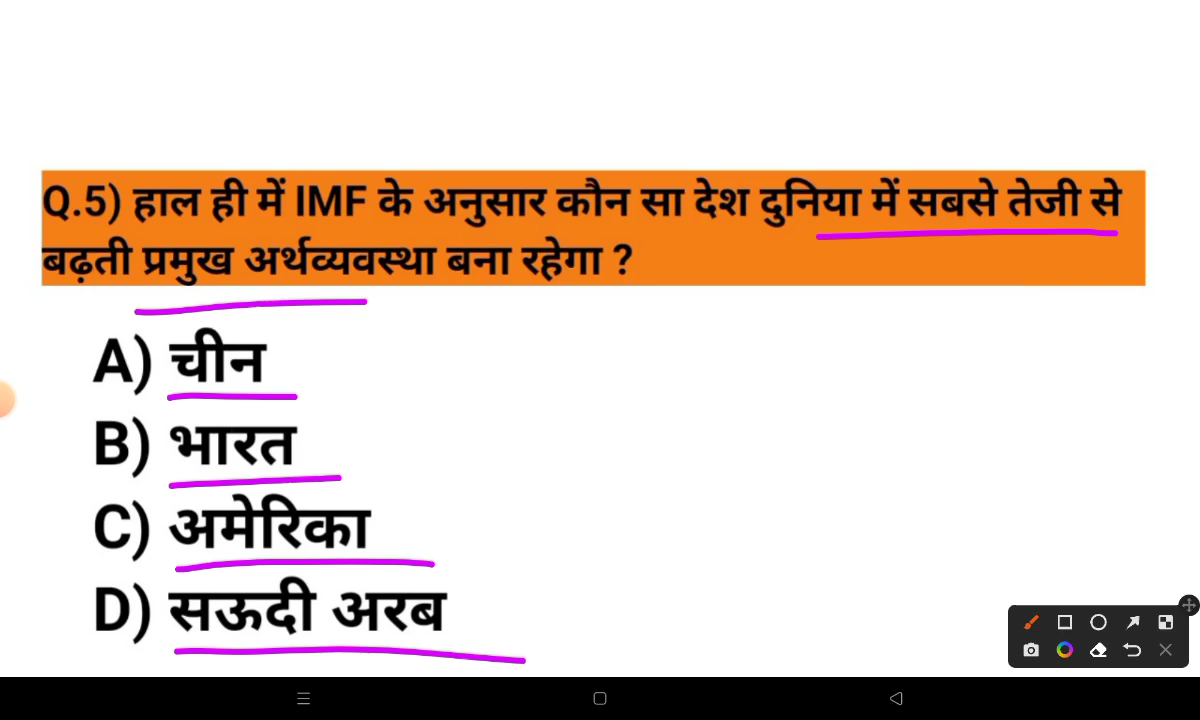 Q.5) हाल ही में IMF के अनुसार कौन सा देश दुनिया में सबसे तेजी से
बढ़ती प्रमुख अर्थव्यवस्था बना रहेगा ?
A) चीन
B) भारत
C) अमेरिका
D) सऊदी अरब